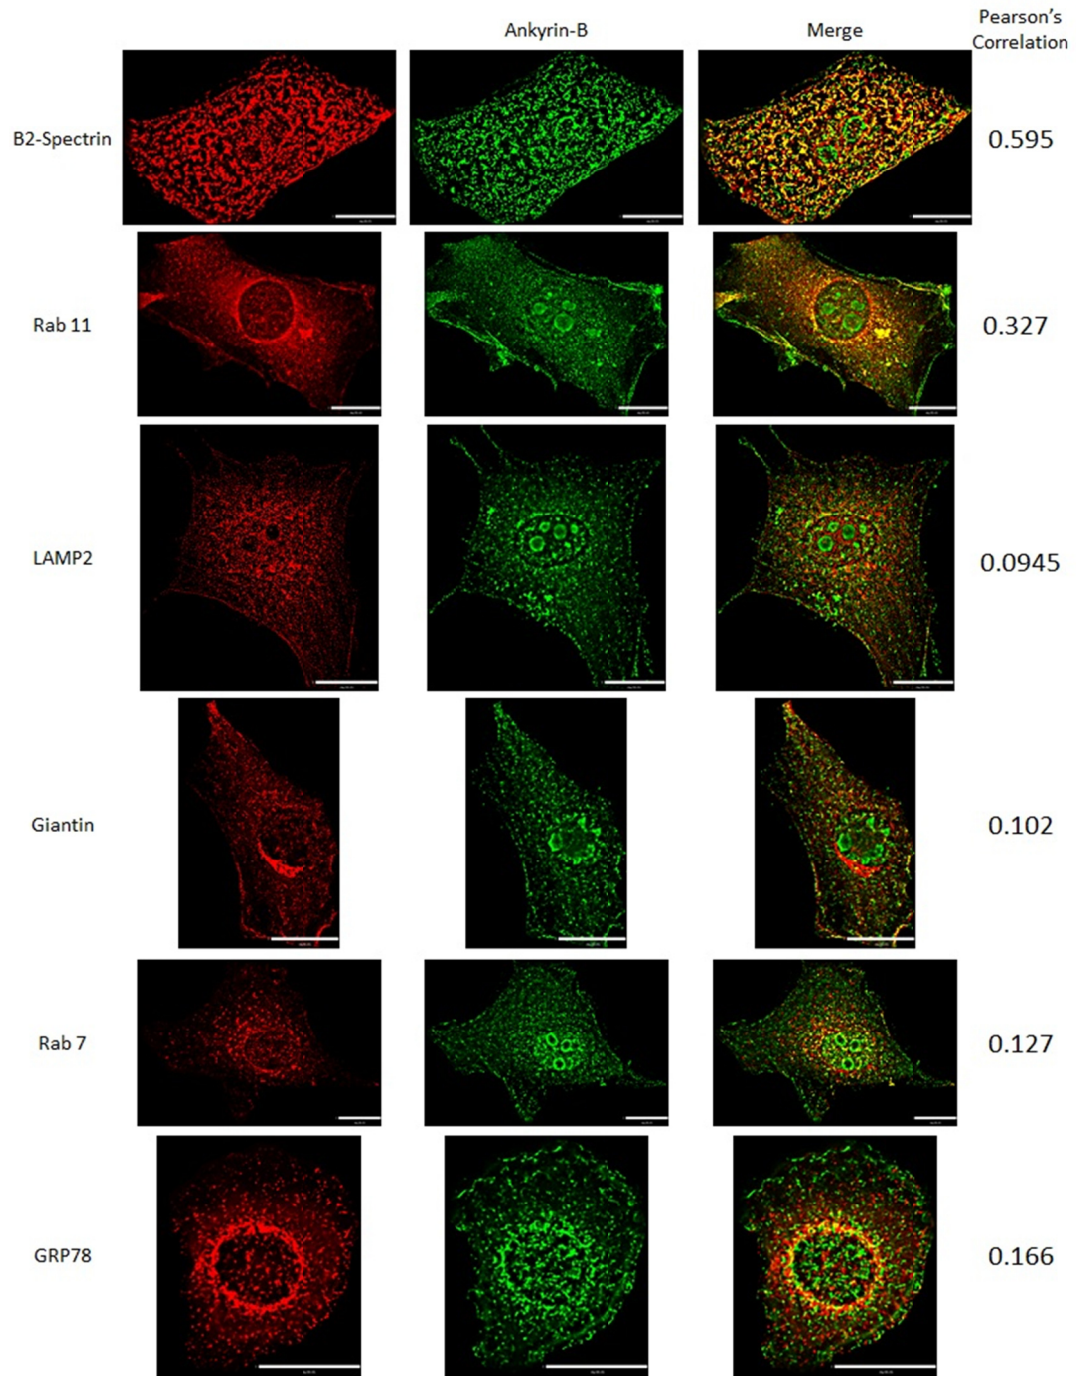 Ankyrin-B
Merge
Pearson's
Correlation
B2-Spectrin
0.595
Rab 11
0.327
LAMP2
0.0945
Giantin
0.102
Rab 7
0.127
GRP78
0.166